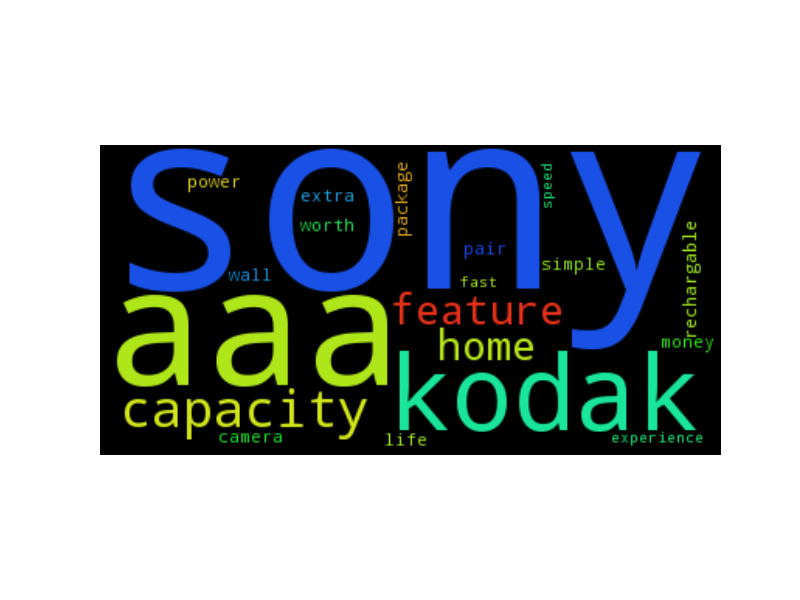 sony
power
extra
worth
package
speed
pair
simple
wall
fast
rechargable
aaa
feature
home
money
kodak
capacity
camera
life
experience